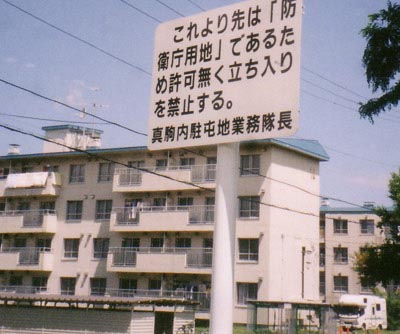 これより先は「防
衛庁用地」であるた
め許可無く立ち入り
を禁止する。
真駒内駐屯地業務隊長